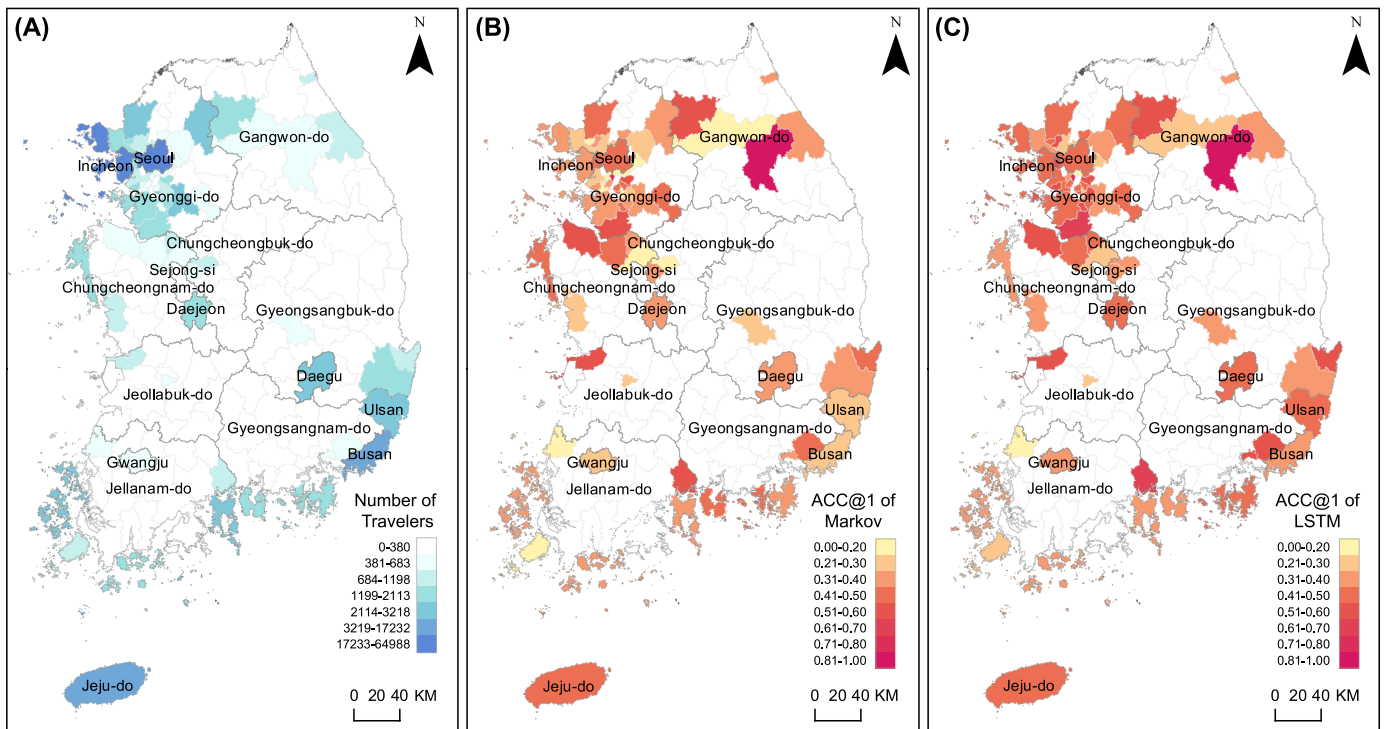 (A)
N
Gangwon-do
Seoul
Incheon
Gyeonggi-do
Chungcheongbuk-do
Sejong-si
Chungcheongnam-do
Daejeon
Gyeongsangbuk-do
Daegu
Jeollabuk-do
Ulsan
Gyeongsangnam-do
Busan
Gwangju
Jellanam-do
Number of
Travelers
0-380
381-683
684-1198
1199-2113
2114-3218
3219-17232
17233-64988
Jeju-do
0 20 40 KM
(B)
N
Gangwon-do
Seoul
Incheon
Gyeonggi-do
Chungcheongbuk-do
Sejong-si
Chungcheongnam-do
Daejeon
Gyeongsangbuk-do
Daegu
Jeollabuk-do
Ulsan
Gyeongsangnam-do
Busan
Gwangju
Jellanam-do
ACC@1 of
Markov
0.00-0.20
0.21-0.30
0.31-0.40
0.41-0.50
0.51-0.60
0.61-0.70
0.71-0.80
0.81-1.00
Jeju-do
0 20 40 KM
(C)
N
Gangwon-do
Seoul
Incheon
Gyeonggi-do
Chungcheongbuk-do
Sejong-si
Chungcheongnam-do
Daejeon
Gyeongsangbuk-do
Daegu
Jeollabuk-do
Ulsan
Gyeongsangnam-do
Busan
Gwangju
Jellanam-do
ACC@1 of
LSTM
0.00-0.20
0.21-0.30
0.31-0.40
0.41-0.50
0.51-0.60
0.61-0.70
0.71-0.80
0.81-1.00
Jeju-do
0 20 40 KM